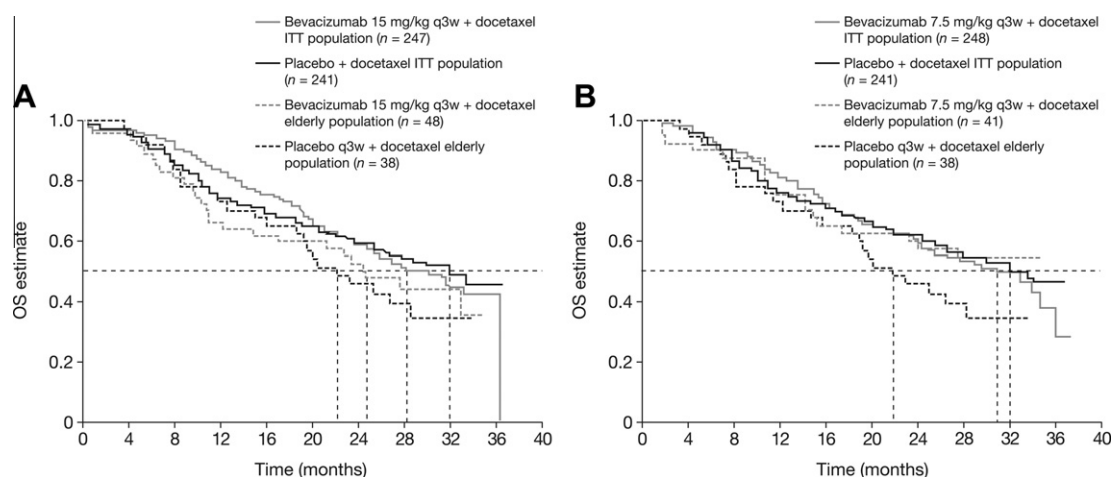 Bevacizumab 15 mg/kg q3w + docetaxel
ITT population (n = 247)
Placebo + docetaxel ITT population
(n = 241)
Bevacizumab 15 mg/kg q3w + docetaxel
elderly population (n = 48)
Placebo q3w + docetaxel elderly
population (n = 38)
A
1.0
0.8
0.6
0.4
0.2
0
OS estimate
0 4 8 12 16 20 24 28 32 36 40
Time (months)
Bevacizumab 7.5 mg/kg q3w + docetaxel
ITT population (n = 248)
Placebo + docetaxel ITT population
(n = 241)
Bevacizumab 7.5 mg/kg q3w + docetaxel
elderly population (n = 41)
Placebo q3w + docetaxel elderly
population (n = 38)
B
1.0
0.8
0.6
0.4
0.2
0
OS estimate
0 4 8 12 16 20 24 28 32 36 40
Time (months)